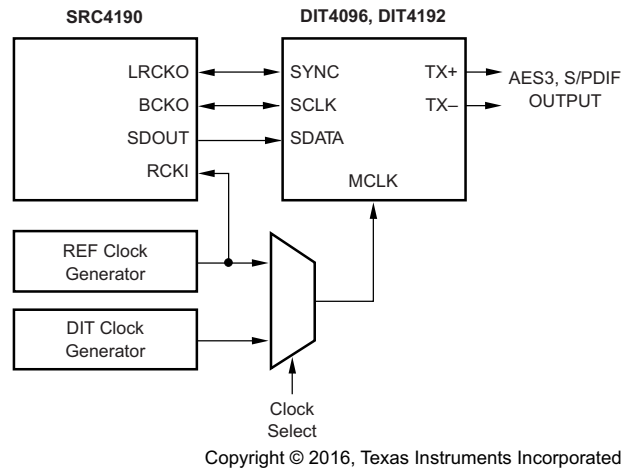 SRC4190
DIT4096, DIT4192
LRCKO
BCKO
SDOUT
RCKI
SYNC
SCLK
SDATA
TX+
TX–
MCLK
AES3, S/PDIF
OUTPUT
REF Clock
Generator
DIT Clock
Generator
Clock
Select
Copyright © 2016, Texas Instruments Incorporated